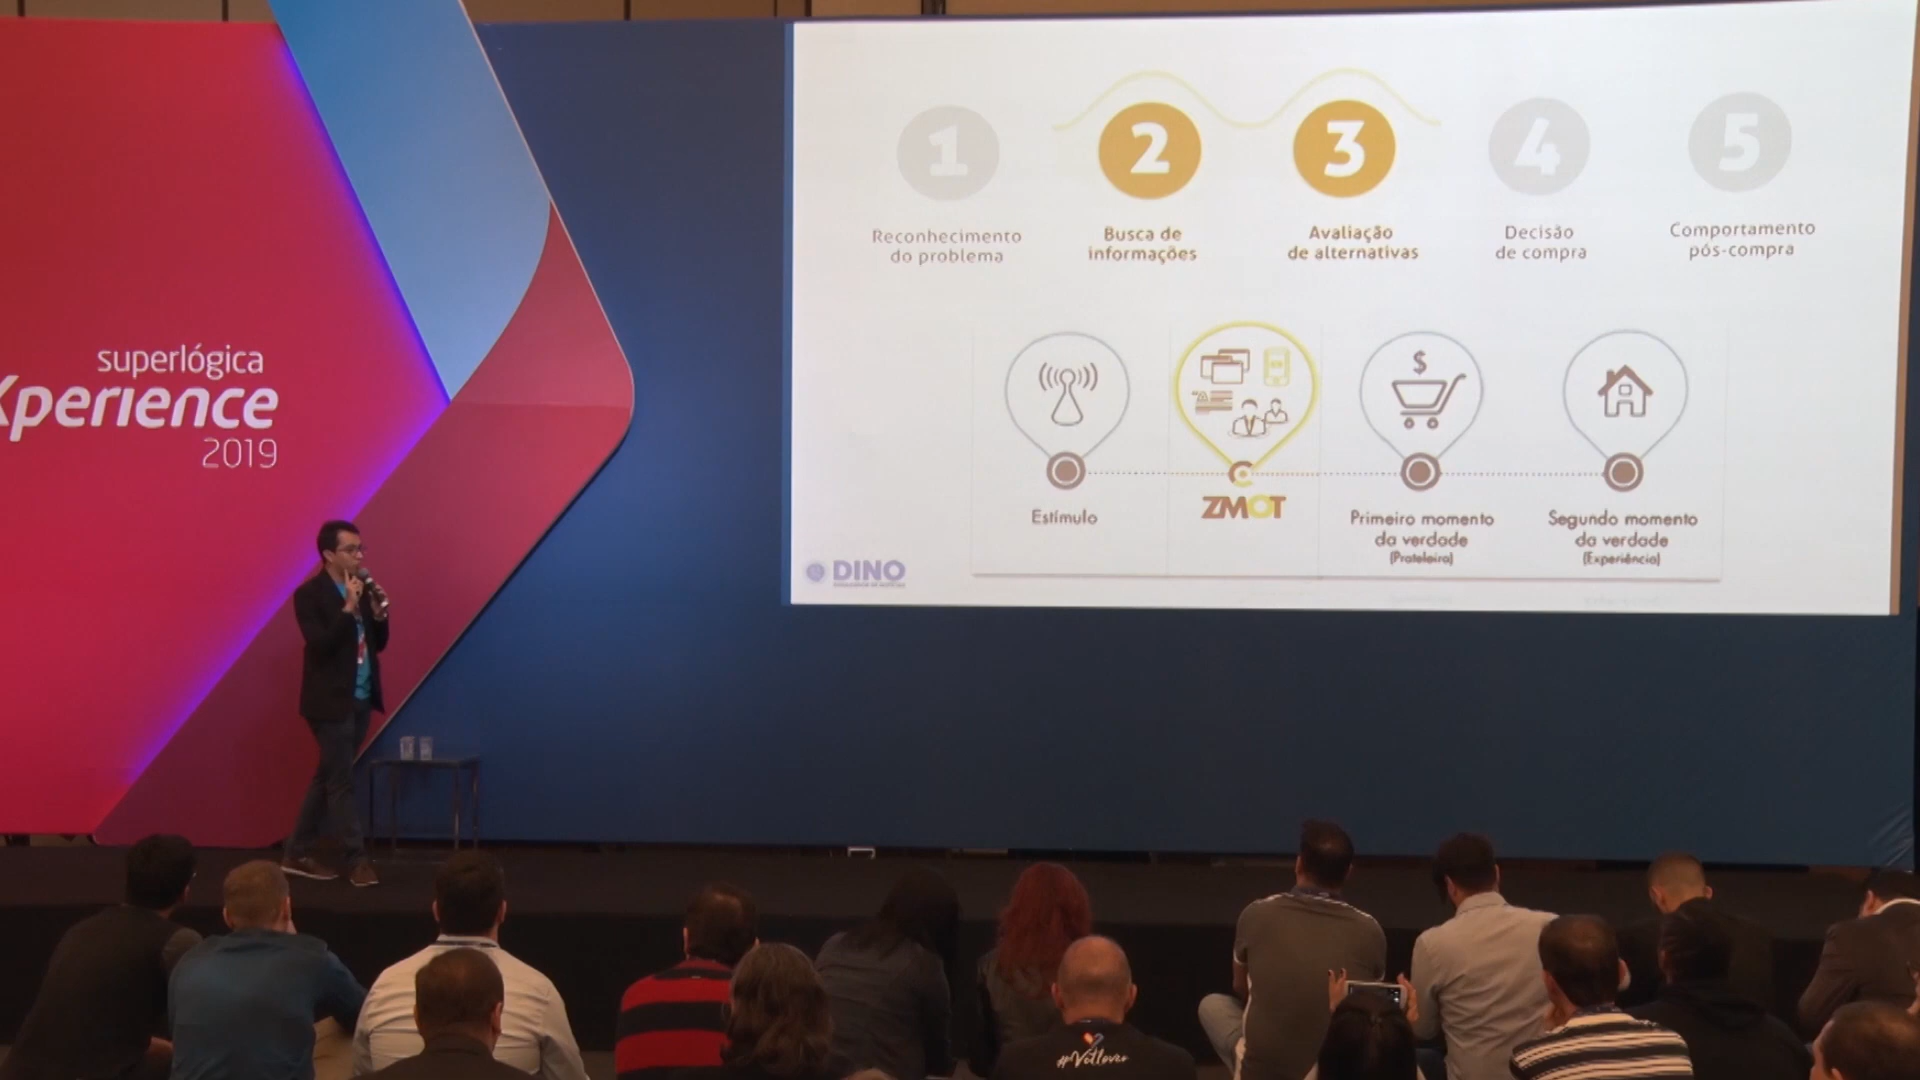 superlógica
Xperience
2019
1
2
3
4
5
Reconhecimento
do problema
Busca de
informações
Avaliação
de alternativas
Decisão
de compra
Comportamento
pós-compra
$
Estímulo
ZMOT
Primeiro momento
da verdade
(Prateleira)
Segundo momento
da verdade
(Experiência)
DINO